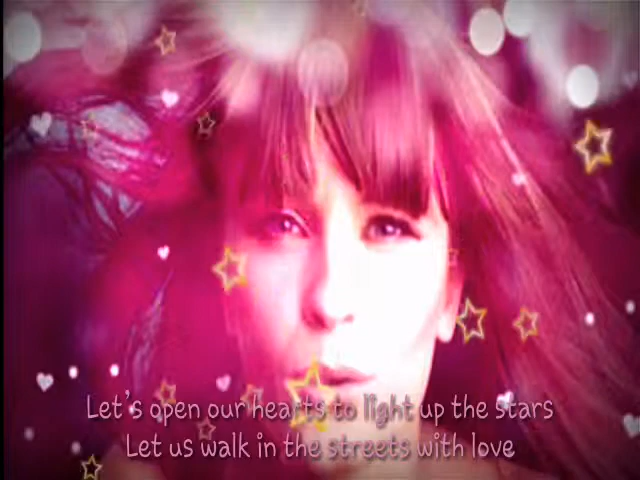 Let's open our hearts to light up the stars
Let us walk in the streets with love